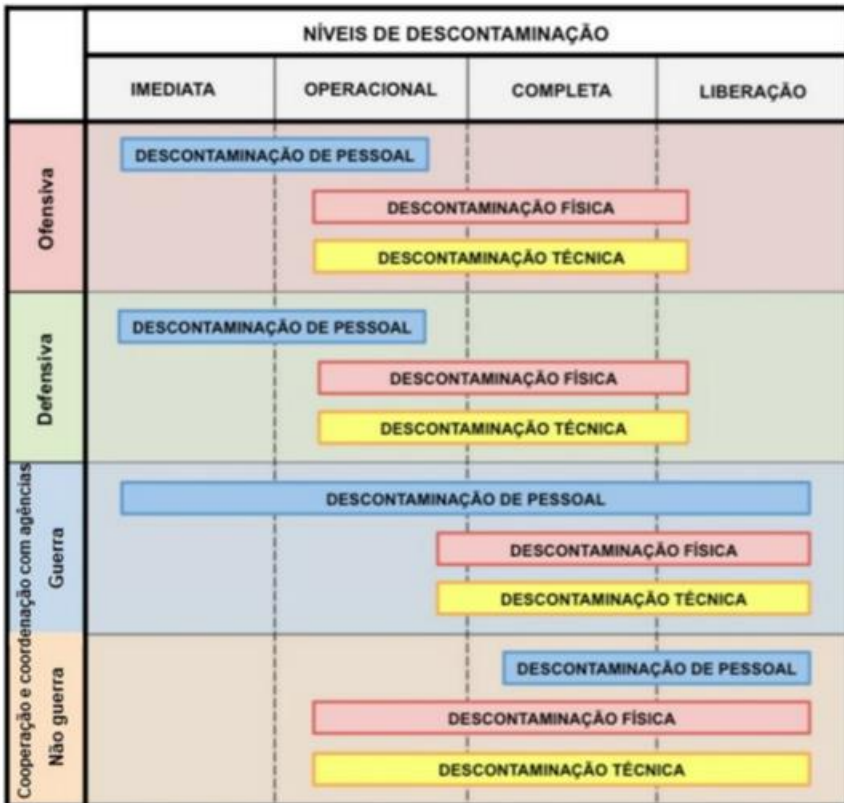 NÍVEIS DE DESCONTAMINAÇÃO
IMEDIATA OPERACIONAL COMPLETA LIBERAÇÃO
Ofensiva
DESCONTAMINAÇÃO DE PESSOAL
DESCONTAMINAÇÃO FÍSICA
DESCONTAMINAÇÃO TÉCNICA
Defensiva
DESCONTAMINAÇÃO DE PESSOAL
DESCONTAMINAÇÃO FÍSICA
DESCONTAMINAÇÃO TÉCNICA
Cooperação e coordenação com agências
Guerra
DESCONTAMINAÇÃO DE PESSOAL
DESCONTAMINAÇÃO FÍSICA
DESCONTAMINAÇÃO TÉCNICA
Não guerra
DESCONTAMINAÇÃO DE PESSOAL
DESCONTAMINAÇÃO FÍSICA
DESCONTAMINAÇÃO TÉCNICA